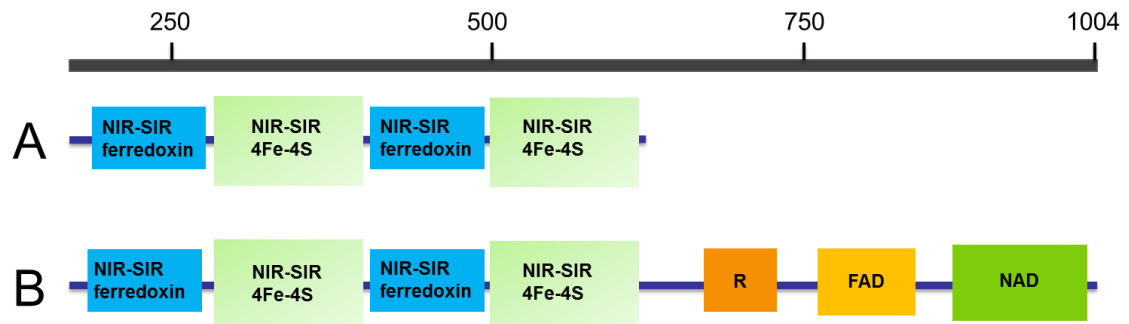 250 500 750 1004
A
NIR-SIR
ferredoxin
NIR-SIR
4Fe-4S
NIR-SIR
ferredoxin
NIR-SIR
4Fe-4S
B
NIR-SIR
ferredoxin
NIR-SIR
4Fe-4S
NIR-SIR
ferredoxin
NIR-SIR
4Fe-4S
R
FAD
NAD